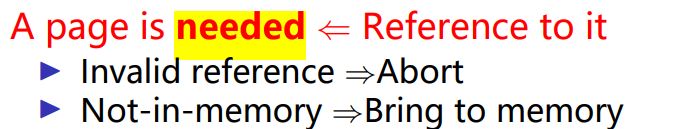 A page is needed ⇐ Reference to it
▶ Invalid reference ⇒Abort
▶ Not-in-memory ⇒Bring to memory